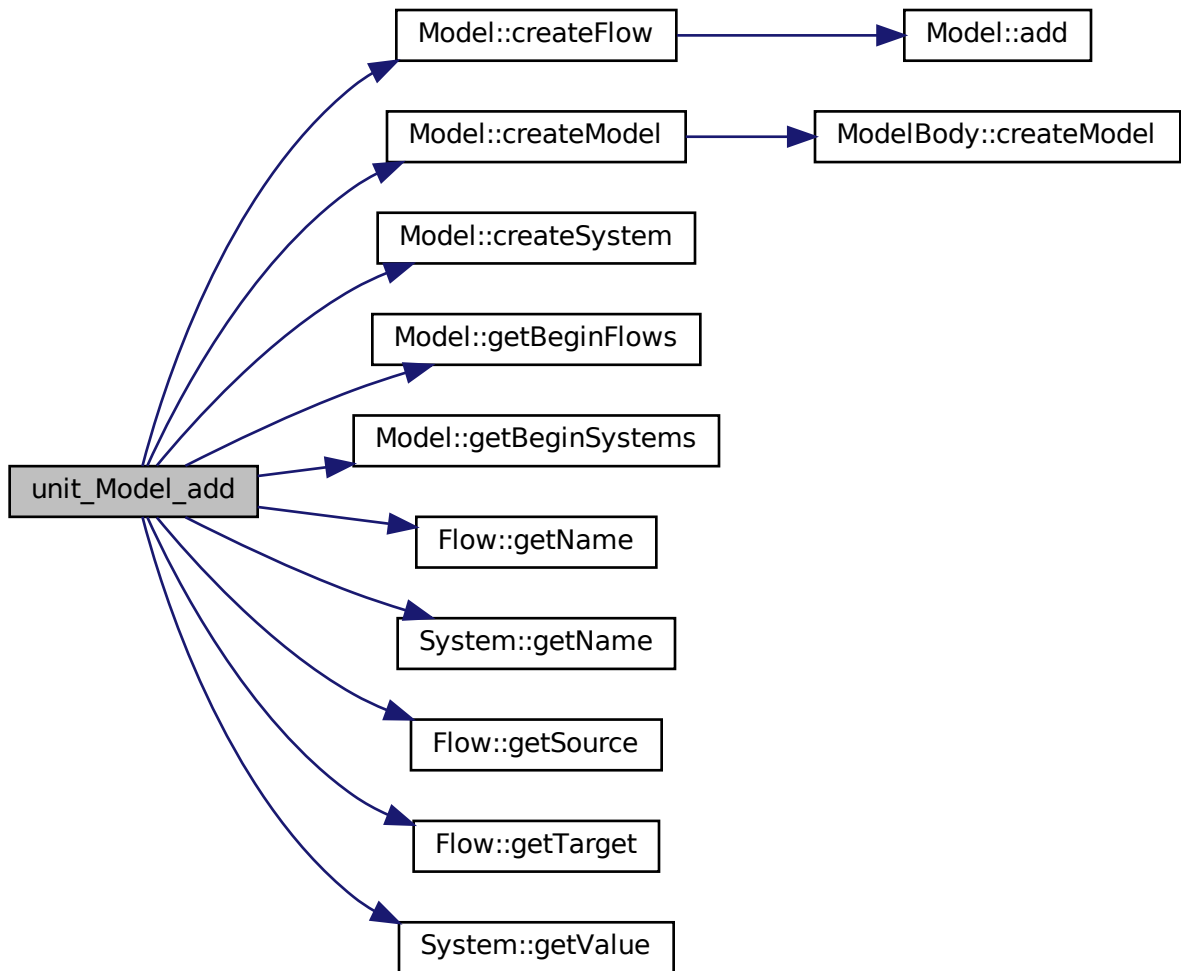 Model::createFlow
Model::add
Model::createModel
ModelBody::createModel
Model::createSystem
Model::getBeginFlows
Model::getBeginSystems
unit_Model_add
Flow::getName
System::getName
Flow::getSource
Flow::getTarget
System::getValue